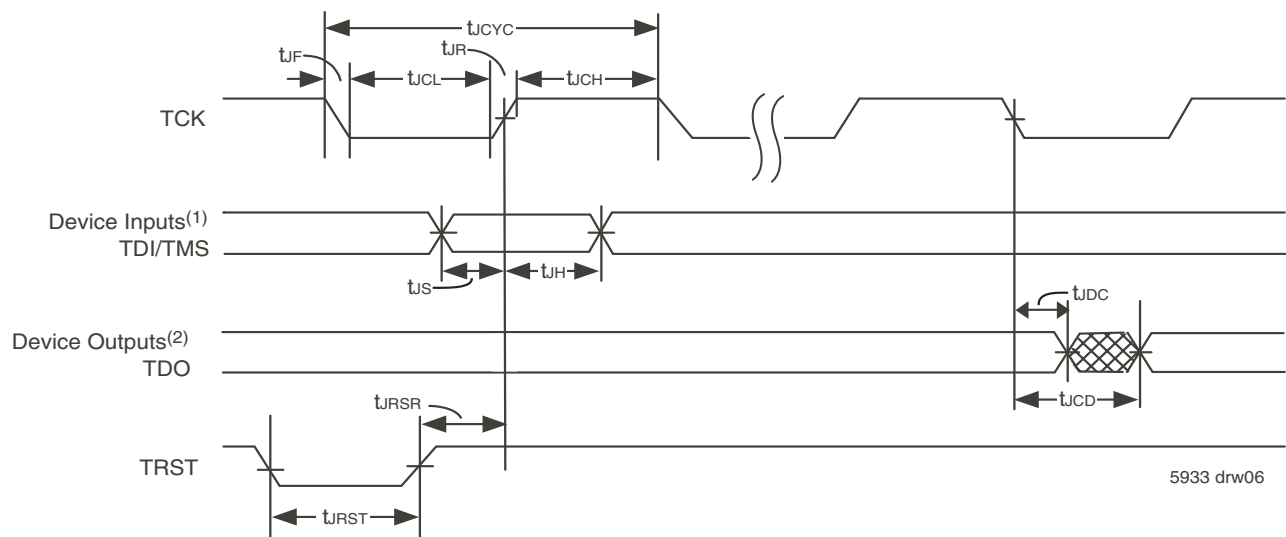 tJCYC
tJF
tJR
tJCL
tJCH
TCK
Device Inputs(1)
TDI/TMS
tJS
tJH
tJDC
Device Outputs(2)
TDO
tJCD
tJRSR
TRST
5933 drw06
tJRST